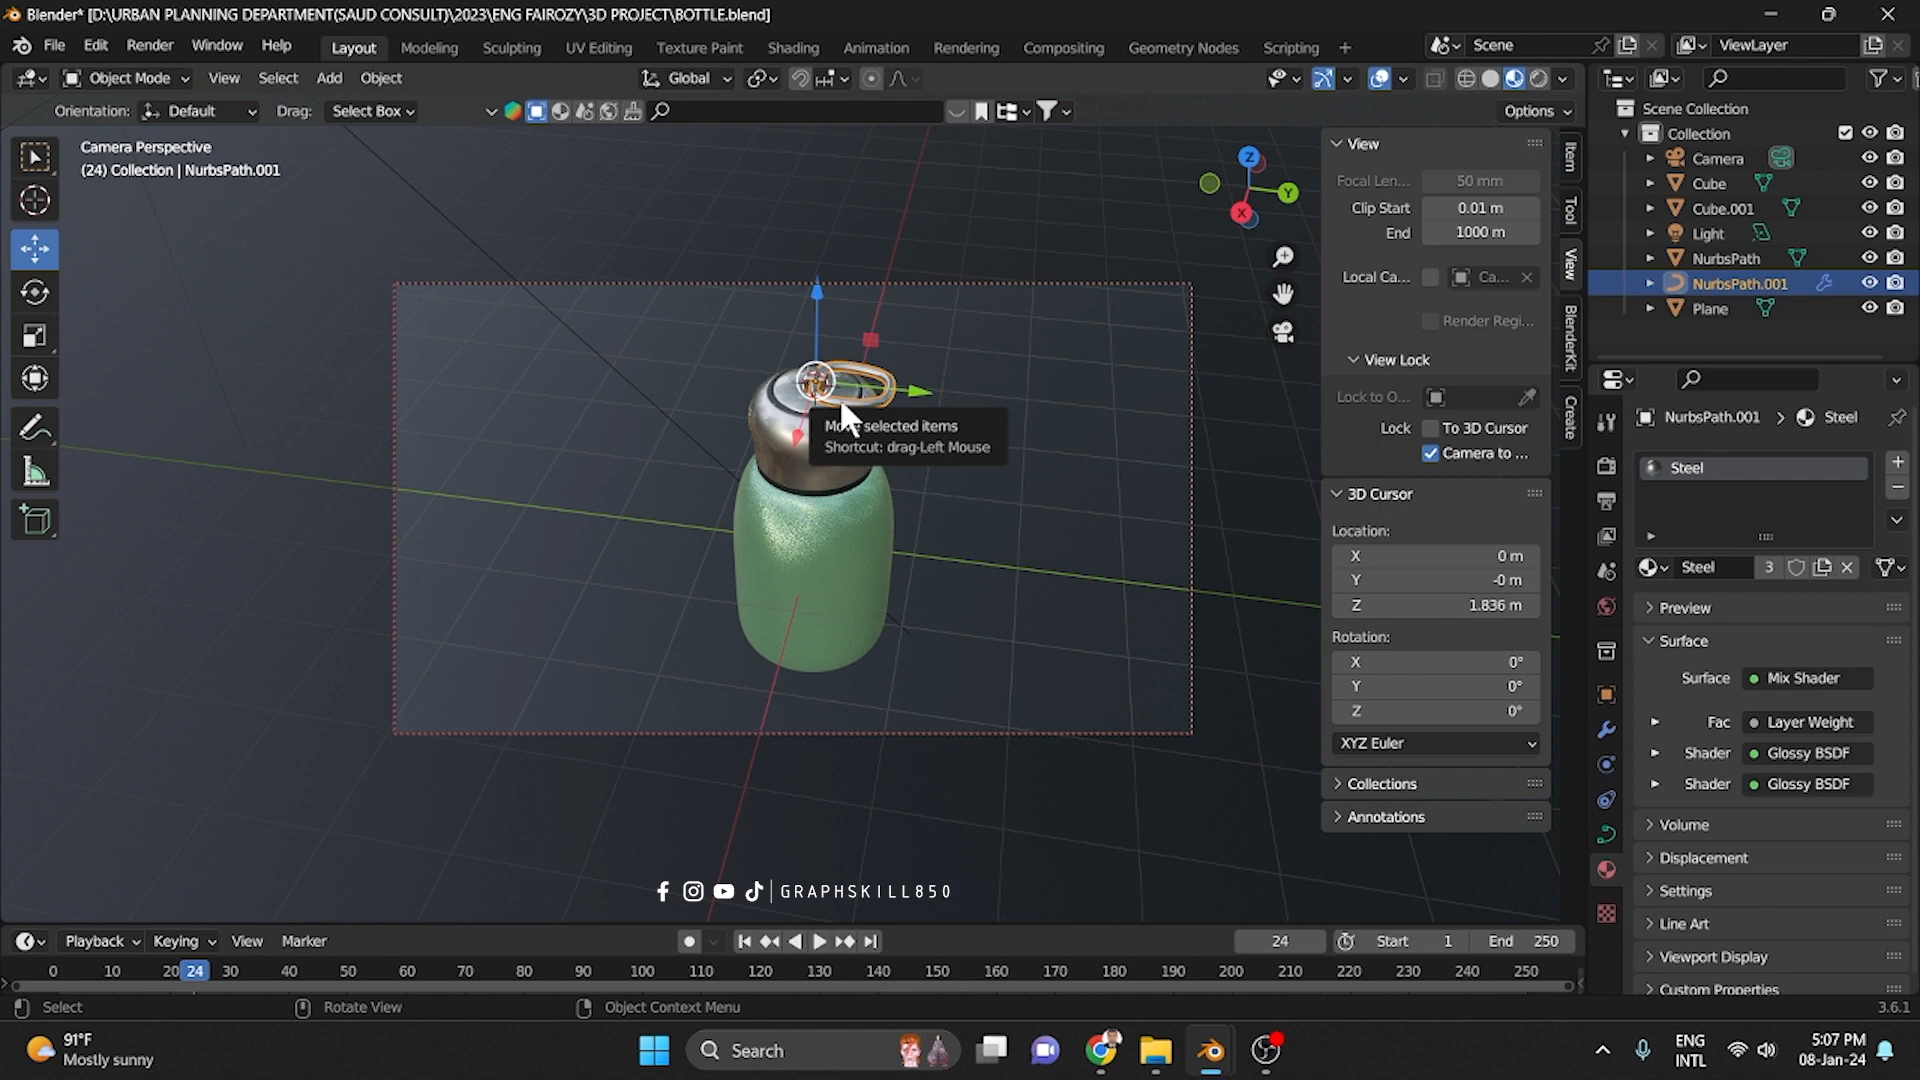 Blender* [D:\URBAN PLANNING DEPARTMENT(SAUD CONSULT)\2023\ENG FAIROZY\3D PROJECT\BOTTLE.blend]
File Edit Render Window Help Layout Modeling Sculpting UV Editing Texture Paint Shading Animation Rendering Compositing Geometry Nodes Scripting + Scene ViewLayer
Object Mode View Select Add Object Global
Orientation: Default Drag: Select Box Options
Camera Perspective
(24) Collection | NurbsPath.001
Z
Y
X
Move selected items
Shortcut: drag-Left Mouse
GRAPHSKILL850
View
Focal Len... 50 mm
Clip Start 0.01 m
End 1000 m
Local Ca... Ca...
Render Regi...
View Lock
Lock to O...
Lock To 3D Cursor
Camera to ...
3D Cursor
Location:
X 0 m
Y -0 m
Z 1.836 m
Rotation:
X 0°
Y 0°
Z 0°
XYZ Euler
Collections
Annotations
Item
Tool
View
BlenderKit
Create
Scene Collection
Collection
Camera
Cube
Cube.001
Light
NurbsPath
NurbsPath.001
Plane
NurbsPath.001 > Steel
Steel
Steel 3
Preview
Surface
Surface Mix Shader
Fac Layer Weight
Shader Glossy BSDF
Shader Glossy BSDF
Volume
Displacement
Settings
Line Art
Viewport Display
Custom Properties
Playback Keying View Marker 24 Start 1 End 250
0 10 20 24 30 40 50 60 70 80 90 100 110 120 130 140 150 160 170 180 190 200 210 220 230 240 250
Select Rotate View Object Context Menu 3.6.1
91°F
Mostly sunny
Search
ENG
INTL
5:07 PM
08-Jan-24